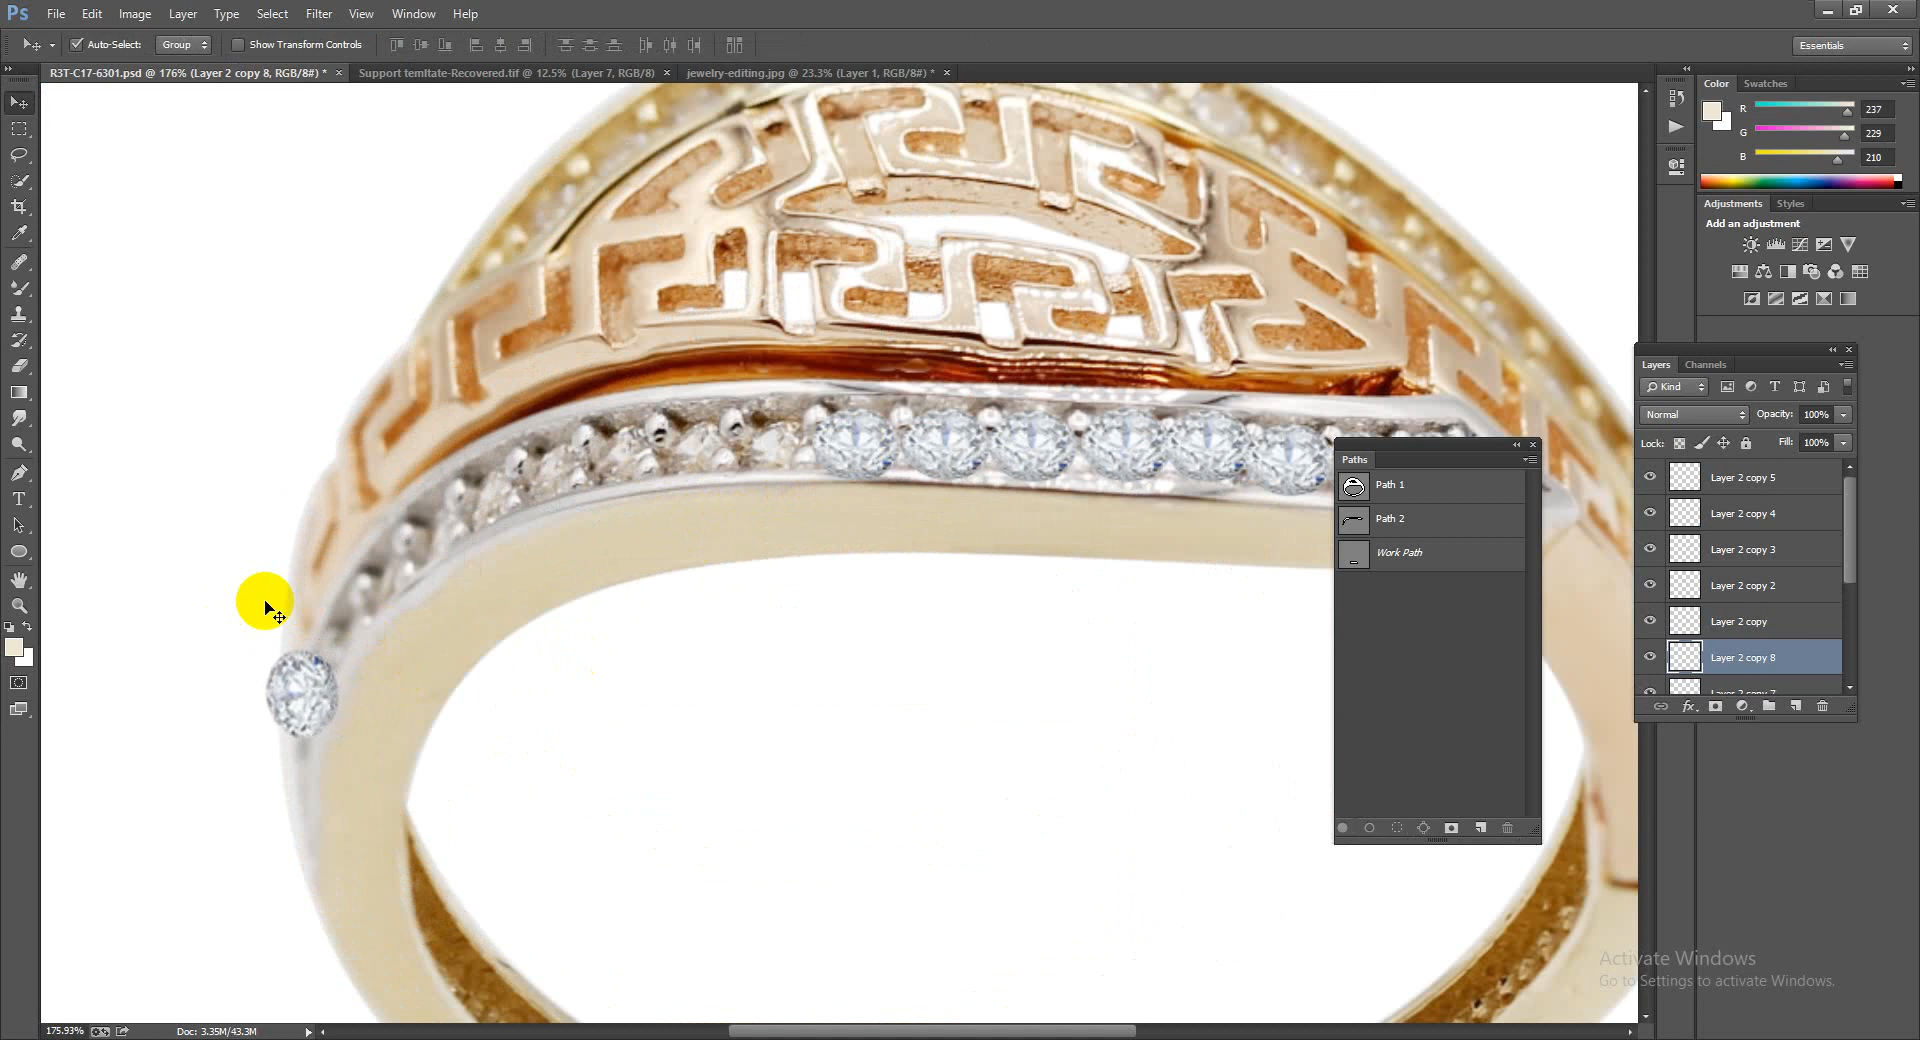 Ps File Edit Image Layer Type Select Filter View Window Help
Auto-Select: Group Show Transform Controls Essentials
R3T-C17-6301.psd @ 176% (Layer 2 copy 8, RGB/8#) * × Support temltate-Recovered.tif @ 12.5% (Layer 7, RGB/8) × jewelry-editing.jpg @ 23.3% (Layer 1, RGB/8#) * ×
Color Swatches
R 237
G 229
B 210
Adjustments Styles
Add an adjustment
Layers Channels
Kind
Normal Opacity: 100%
Lock: Fill: 100%
Layer 2 copy 5
Layer 2 copy 4
Layer 2 copy 3
Layer 2 copy 2
Layer 2 copy
Layer 2 copy 8
Layer 2 copy 7
fx
Paths
Path 1
Path 2
Work Path
Activate Windows
Go to Settings to activate Windows.
175.93% Doc: 3.35M/43.3M